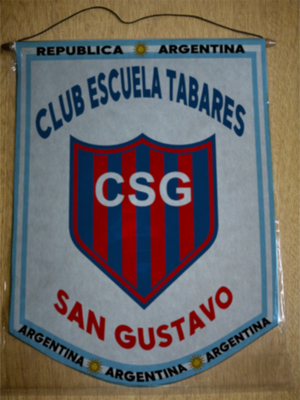 REPUBLICA ARGENTINA
CLUB ESCUELA TABARES
CSG
SAN GUSTAVO
ARGENTINA ARGENTINA ARGENTINA